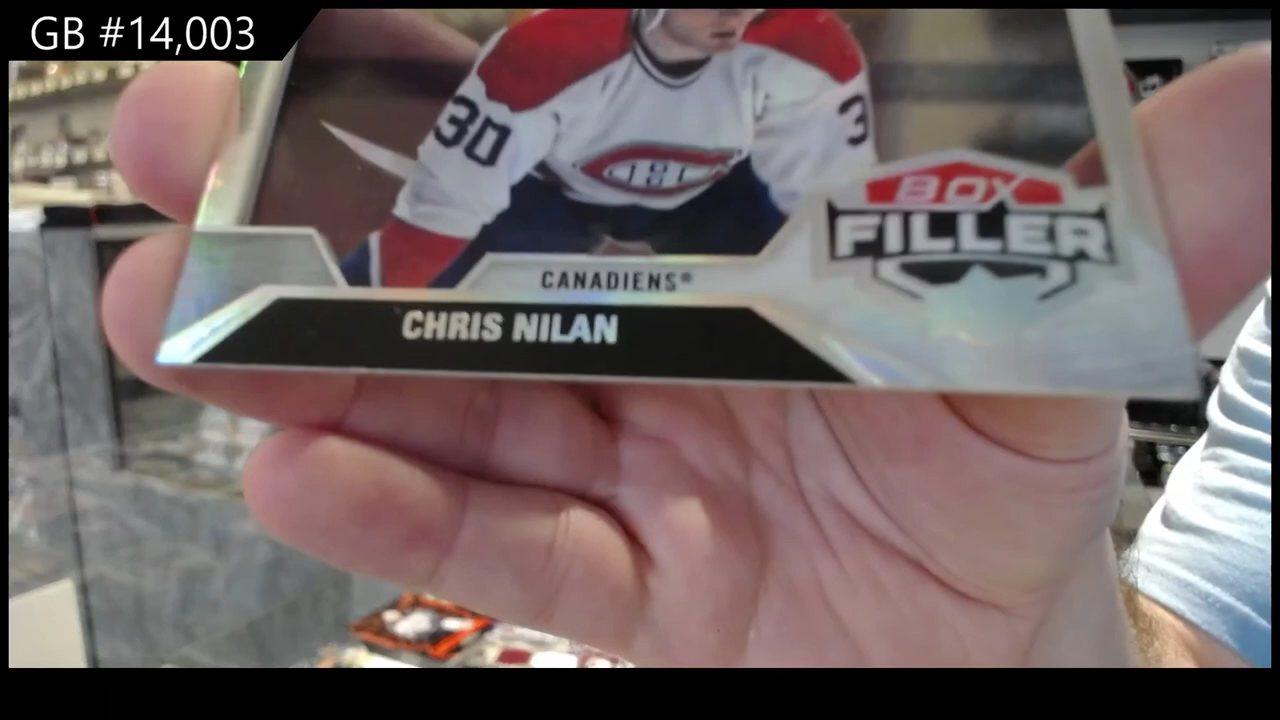 GB #14,003
30
3
BOX
FILLER
CANADIENS®
CHRIS NILAN